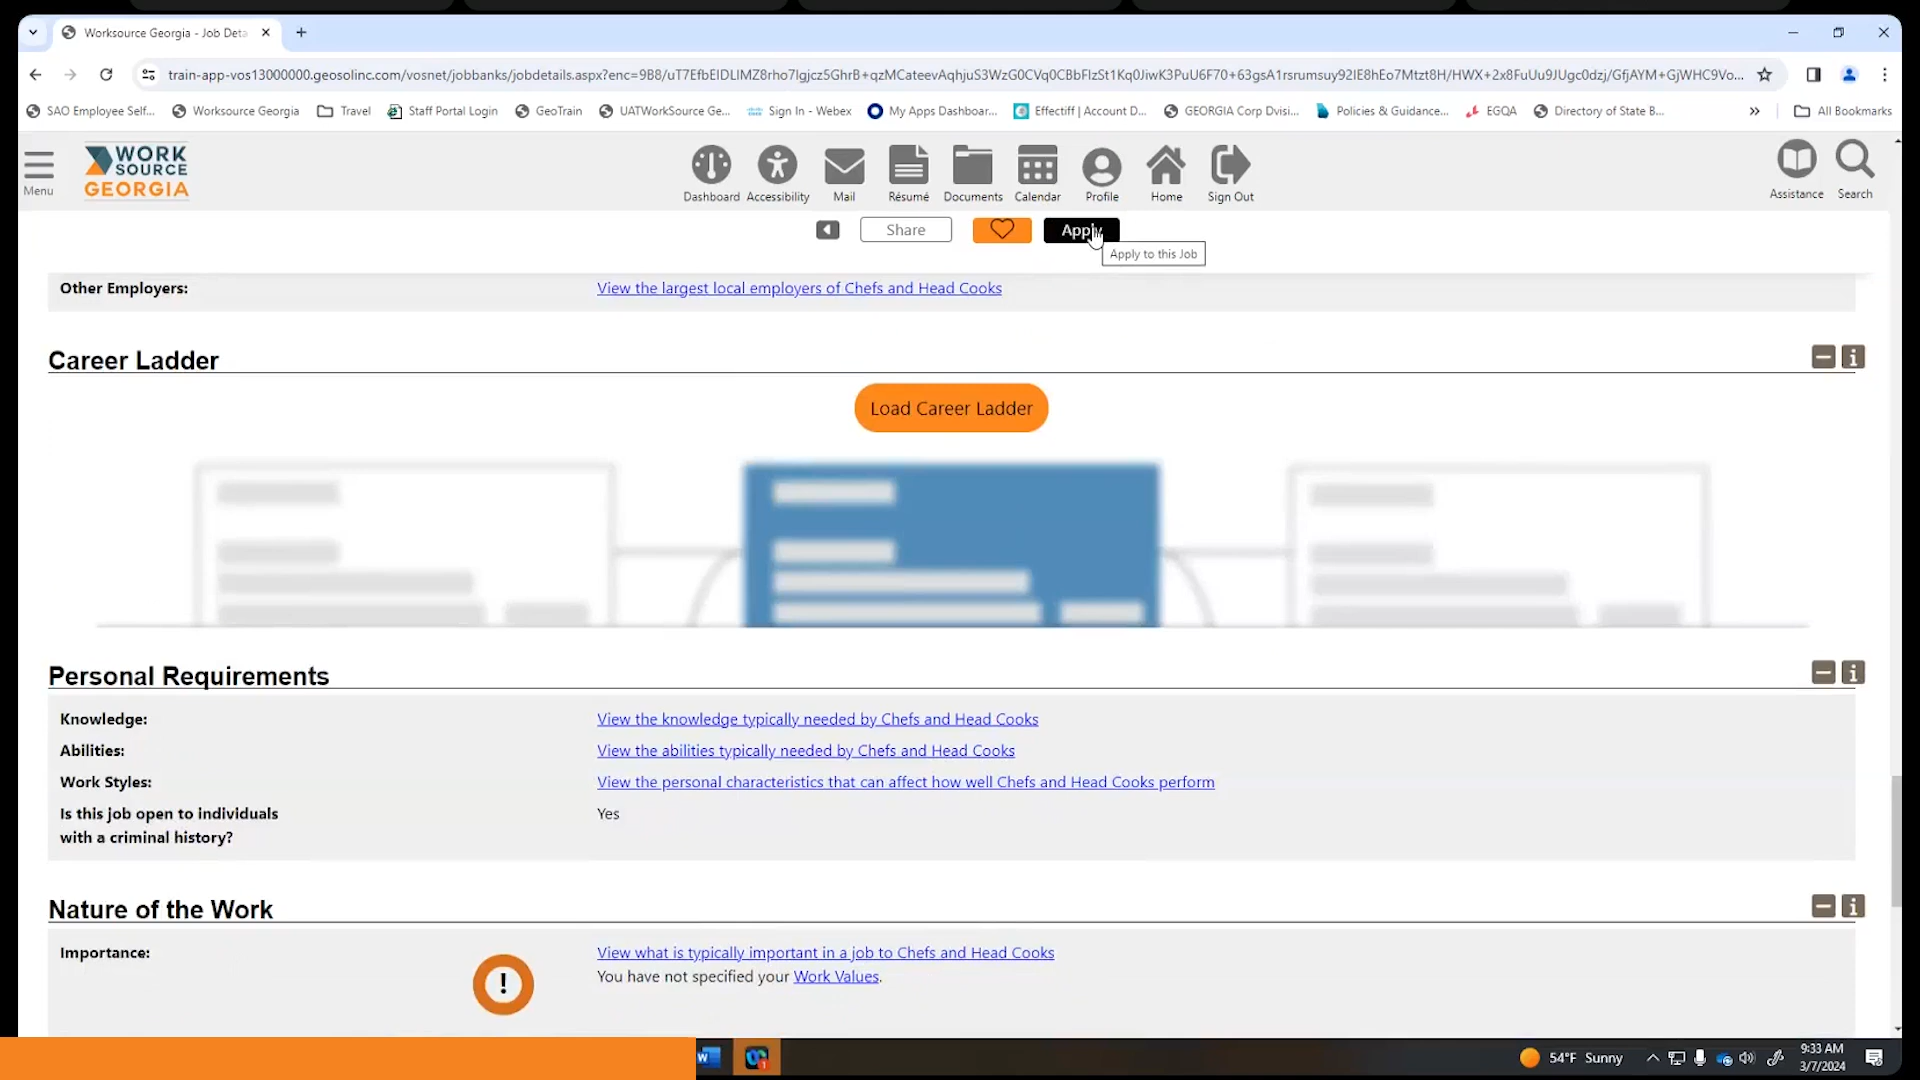 Worksource Georgia - Job Deta
train-app-vos13000000.geosolinc.com/vosnet/jobbanks/jobdetails.aspx?enc=9B8/uT7EfbEIDLIMZ8rho7Igjcz5GhrB+qzMCateevAqhjuS3WzG0CVq0CBbFIzSt1Kq0JiwK3PuU6F70+63gsA1rsrumsuy92IE8hEo7Mtzt8H/HWX+2x8FuUu9JUgc0dzj/GfjAYM+GjWHC9Vo...
SAO Employee Self... Worksource Georgia Travel Staff Portal Login GeoTrain UATWorkSource Ge... Sign In - Webex My Apps Dashboar... Effectiff | Account D... GEORGIA Corp Dvisi... Policies & Guidance... EGQA Directory of State B... » All Bookmarks
Menu
WORK
SOURCE
GEORGIA
Dashboard Accessibility Mail Résumé Documents Calendar Profile Home Sign Out Assistance Search
Share Apply
Apply to this Job
Other Employers: View the largest local employers of Chefs and Head Cooks
Career Ladder
Load Career Ladder
Personal Requirements
Knowledge: View the knowledge typically needed by Chefs and Head Cooks
Abilities: View the abilities typically needed by Chefs and Head Cooks
Work Styles: View the personal characteristics that can affect how well Chefs and Head Cooks perform
Is this job open to individuals Yes
with a criminal history?
Nature of the Work
Importance: View what is typically important in a job to Chefs and Head Cooks
! You have not specified your Work Values.
54°F Sunny
9:33 AM
3/7/2024